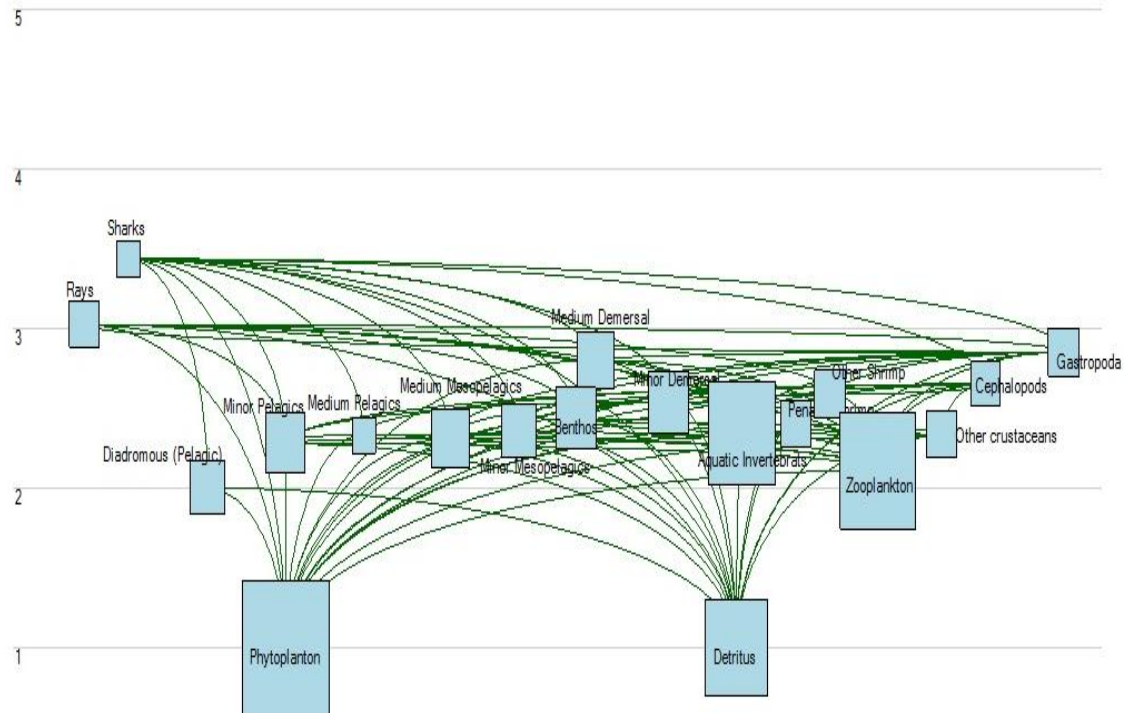 5
4
Sharks
Rays
3
Medium Demersal
Gastropoda
Other Shrimp
Minor Demersal
Medium Mesopelagics
Cephalopods
Minor Pelagics
Medium Pelagics
Benthos
Other crustaceans
Diadromous (Pelagic)
Minor Mesopelagics
Aquatic Invertebrats
Zooplankton
2
1
Phytoplanton
Detritus